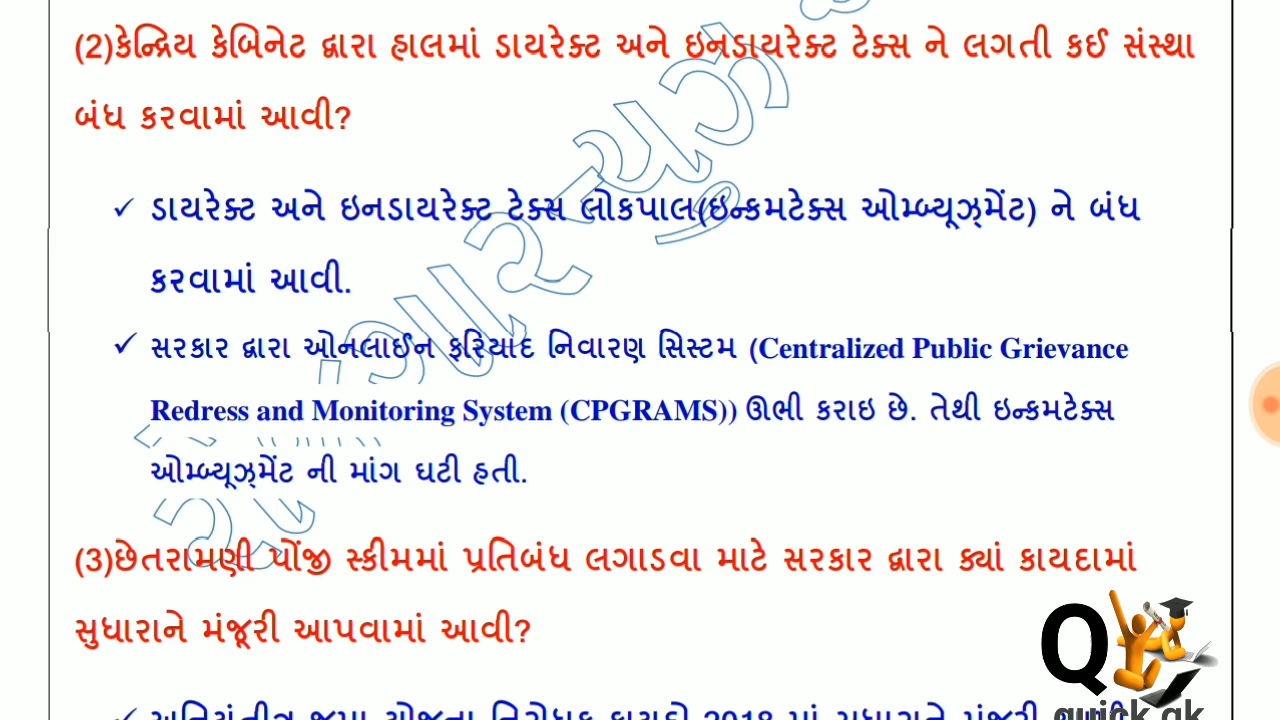 (2)કેન્દ્રિય કેબિનેટ દ્વારા હાલમાં ડાયરેક્ટ અને ઇનડાયરેક્ટ ટેક્સ ને લગતી કઈ સંસ્થા
બંધ કરવામાં આવી?
✓ ડાયરેક્ટ અને ઇનડાયરેક્ટ ટેક્સ લોકપાલ(ઇન્કમટેક્સ ઓમ્બ્યૂઝ્મેંટ) ને બંધ
કરવામાં આવી.
✓ સરકાર દ્વારા ઓનલાઈન ફરિયાદ નિવારણ સિસ્ટમ (Centralized Public Grievance
Redress and Monitoring System (CPGRAMS)) ઊભી કરાઇ છે. તેથી ઇન્કમટેક્સ
ઓમ્બ્યૂઝ્મેંટ ની માંગ ઘટી હતી.
(3)છેતરામણી પોંજી સ્કીમમાં પ્રતિબંધ લગાડવા માટે સરકાર દ્વારા ક્યાં કાયદામાં
સુધારાને મંજૂરી આપવામાં આવી?
Q
quick gk